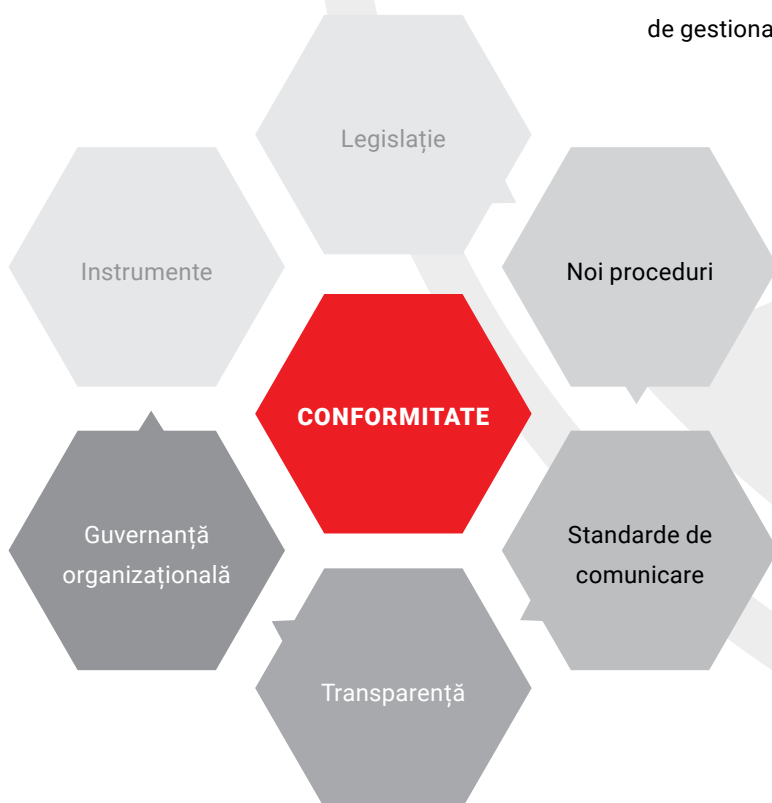 de gestiona
Legislație
Instrumente
Noi proceduri
CONFORMITATE
Guvernanță
organizațională
Standarde de
comunicare
Transparență